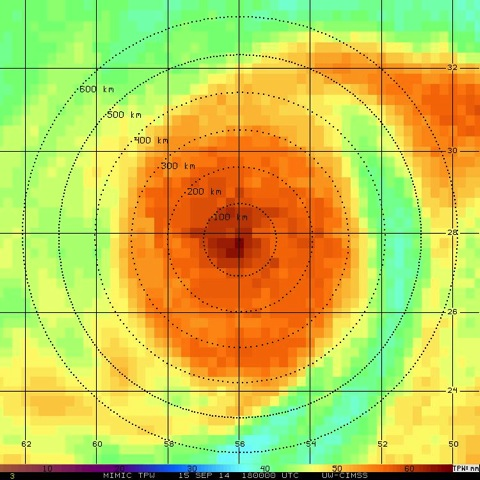 600 km
500 km
400 km
300 km
200 km
100 km
32
30
28
26
24
62 60 58 56 54 52 50
10 30 40 50 60 TPW mm
3 MIMIC TPW 15 SEP 14 180000 UTC UW-CIMSS